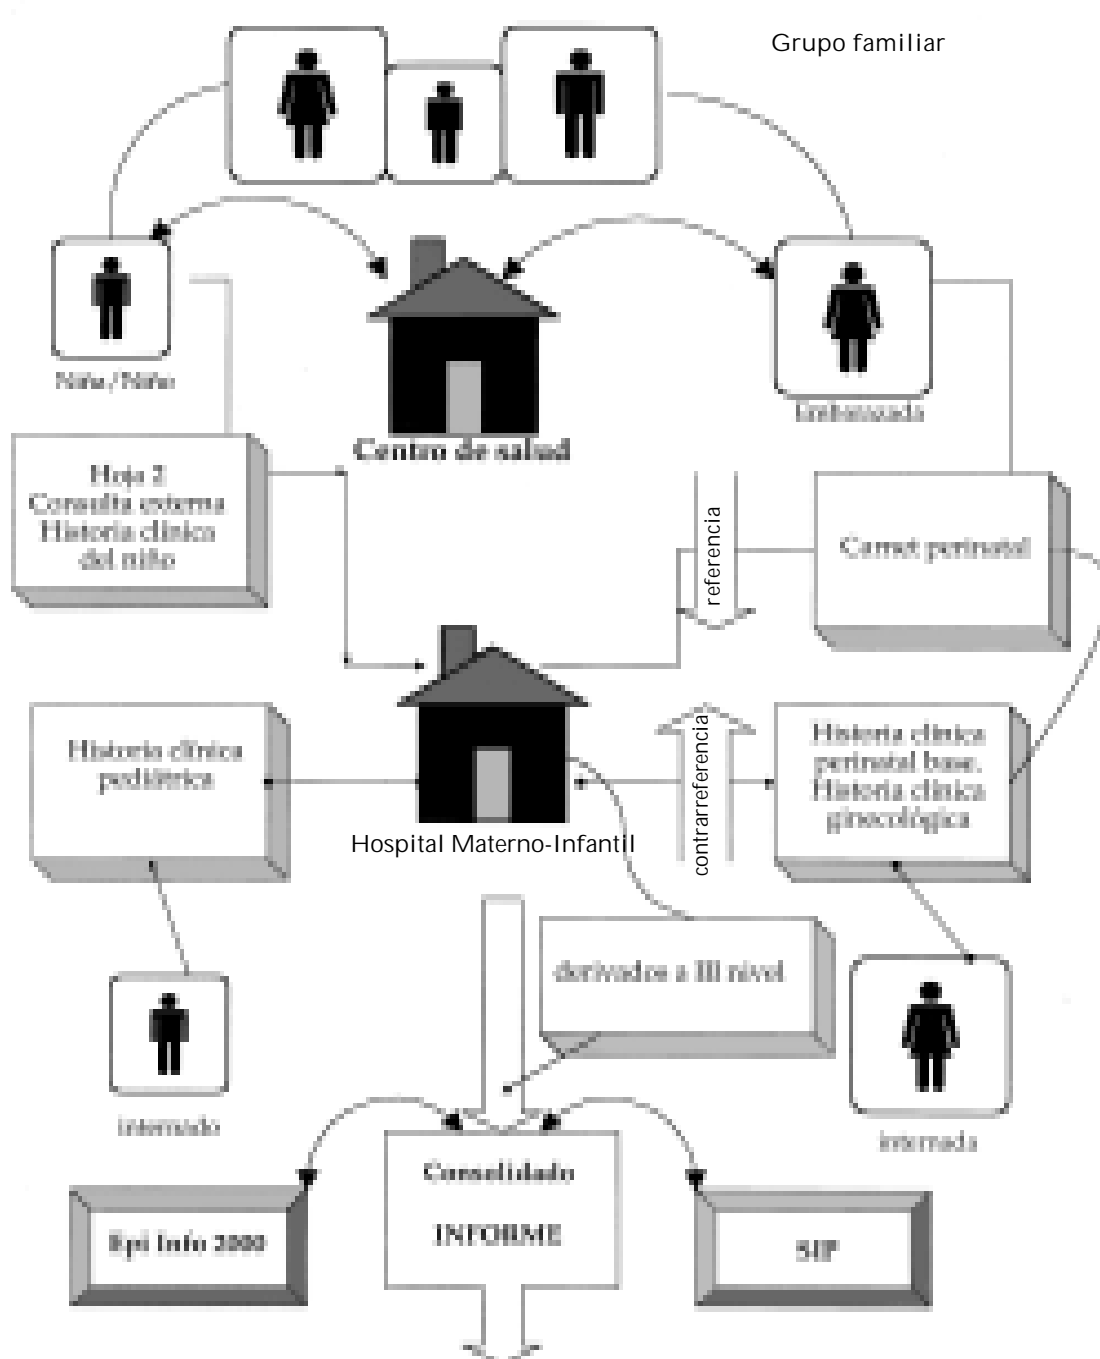 Grupo familiar
Niña/Niño
Embarazada
Centro de salud
Hoja 2
Consulta externa
Historia clínica
del niño
referencia
Carnet perinatal
Historia clínica
pediátrica
Hospital Materno-Infantil
contrarreferencia
Historia clínica
perinatal base.
Historia clínica
ginecológica
derivados a III nivel
internado
internada
Consolidado
INFORME
Epi Info 2000
SIP